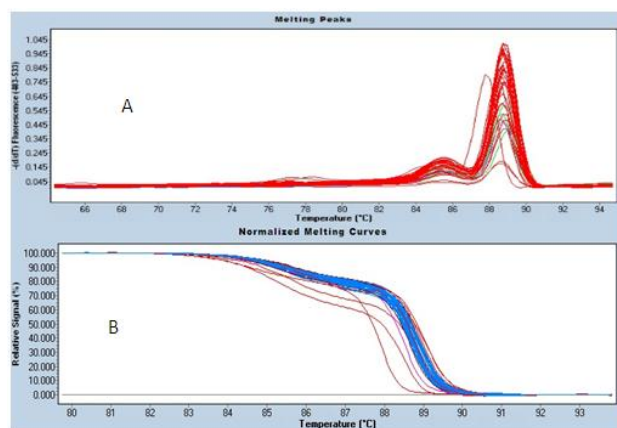 Melting Peaks
-(d/dT) Fluorescence (483-533)
1.045
0.945
0.845
0.745
0.645
0.545
0.445
0.345
0.245
0.145
0.045
A
66 68 70 72 74 76 78 80 82 84 86 88 90 92 94
Temperature (°C)
Normalized Melting Curves
Relative Signal (%)
100.000
90.000
80.000
70.000
60.000
50.000
40.000
30.000
20.000
10.000
0.000
B
80 81 82 83 84 85 86 87 88 89 90 91 92 93
Temperature (°C)